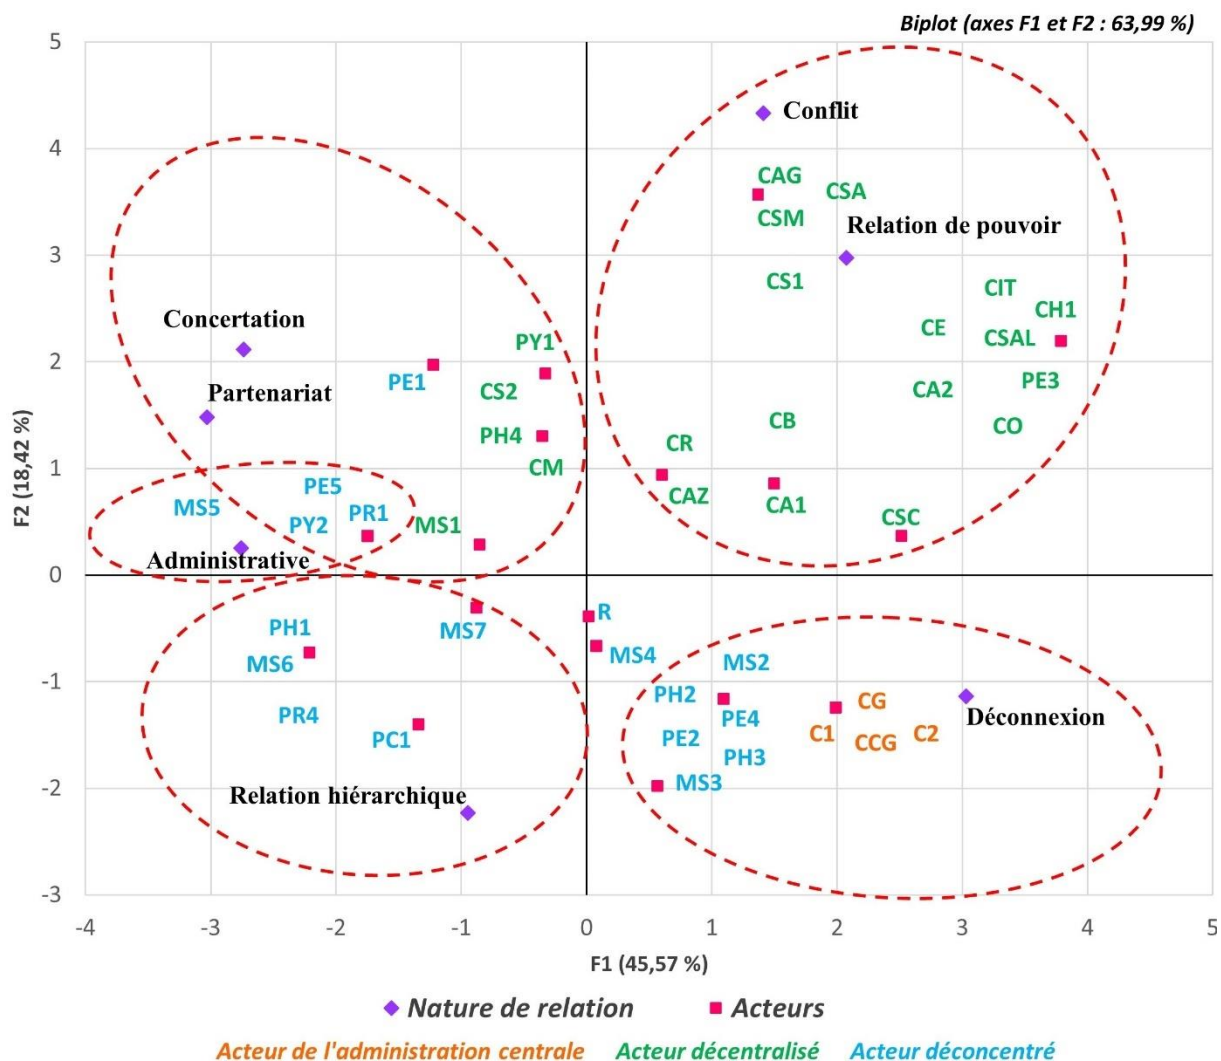 Biplot (axes F1 et F2 : 63,99 %)
5
4
3
2
1
0
-1
-2
-3
F2 (18,42 %)
Conflit
CAG
CSA
CSM
Relation de pouvoir
CS1
CIT
CH1
CE
CSAL
PE3
CA2
CO
CB
CR
CAZ
CA1
CSC
Concertation
Partenariat
PY1
PE1
CS2
PH4
CM
PE5
MS5
PR1
PY2
MS1
Administrative
PH1
MS6
MS7
PR4
PC1
Relation hiérarchique
R
MS4
MS2
PH2
PE4
PE2
PH3
MS3
CG
C1
CCG
C2
Déconnexion
-4 -3 -2 -1 0 1 2 3 4 5
F1 (45,57 %)
Nature de relation Acteurs
Acteur de l'administration centrale Acteur décentralisé Acteur déconcentré